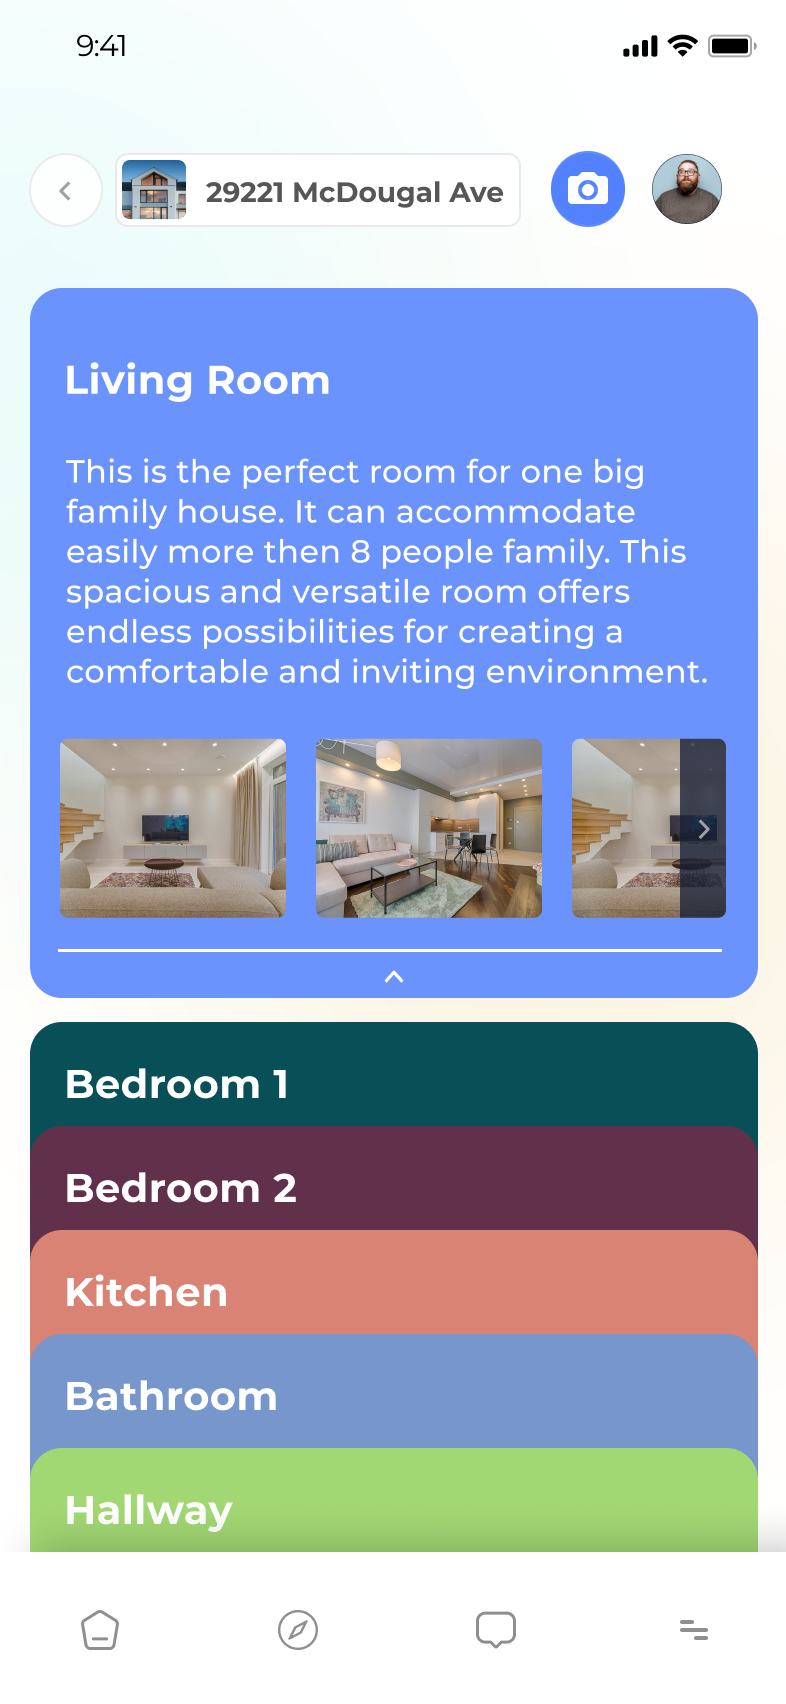 9:41
29221 McDougal Ave
Living Room
This is the perfect room for one big
family house. It can accommodate
easily more then 8 people family. This
spacious and versatile room offers
endless possibilities for creating a
comfortable and inviting environment.
Bedroom 1
Bedroom 2
Kitchen
Bathroom
Hallway